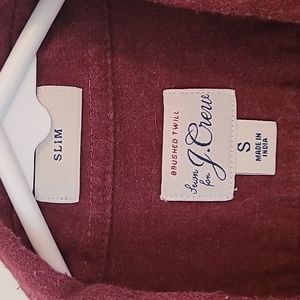 SLIM
BRUSHED TWILL
Sewn for
J.Crew
S
MADE IN
INDIA